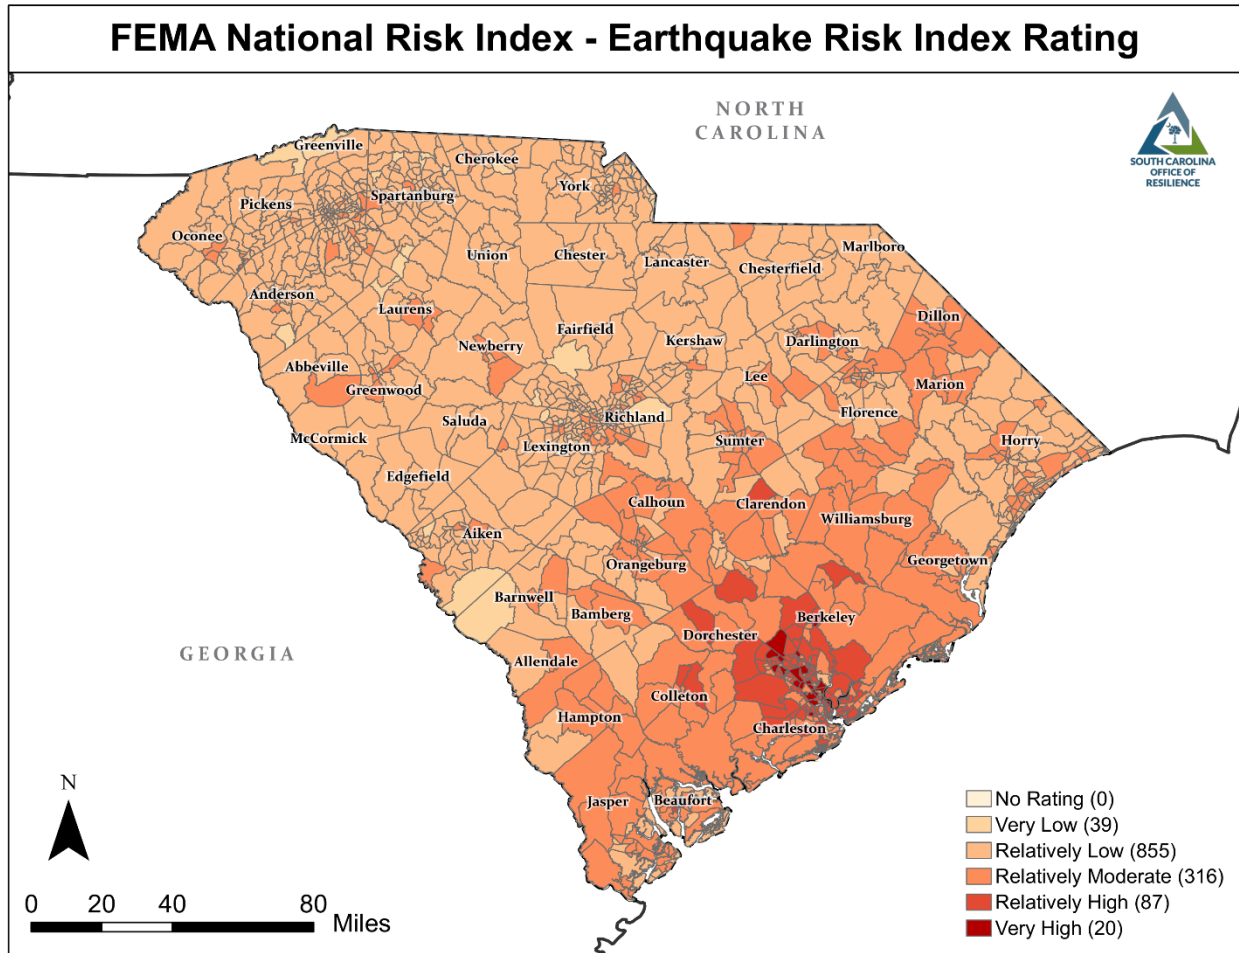 FEMA National Risk Index - Earthquake Risk Index Rating
NORTH
CAROLINA
SOUTH CAROLINA
OFFICE OF
RESILIENCE
Greenville
Cherokee
York
Spartanburg
Pickens
Oconee
Union
Chester
Lancaster
Chesterfield
Marlboro
Anderson
Laurens
Fairfield
Kershaw
Darlington
Dillon
Newberry
Abbeville
Greenwood
Lee
Marion
Saluda
Richland
Florence
McCormick
Lexington
Sumter
Horry
Edgefield
Calhoun
Clarendon
Williamsburg
Aiken
Orangeburg
Georgetown
Barnwell
Bamberg
Berkeley
Dorchester
GEORGIA
Allendale
Colleton
Hampton
Charleston
Jasper
Beaufort
N
0 20 40 80 Miles
No Rating (0)
Very Low (39)
Relatively Low (855)
Relatively Moderate (316)
Relatively High (87)
Very High (20)